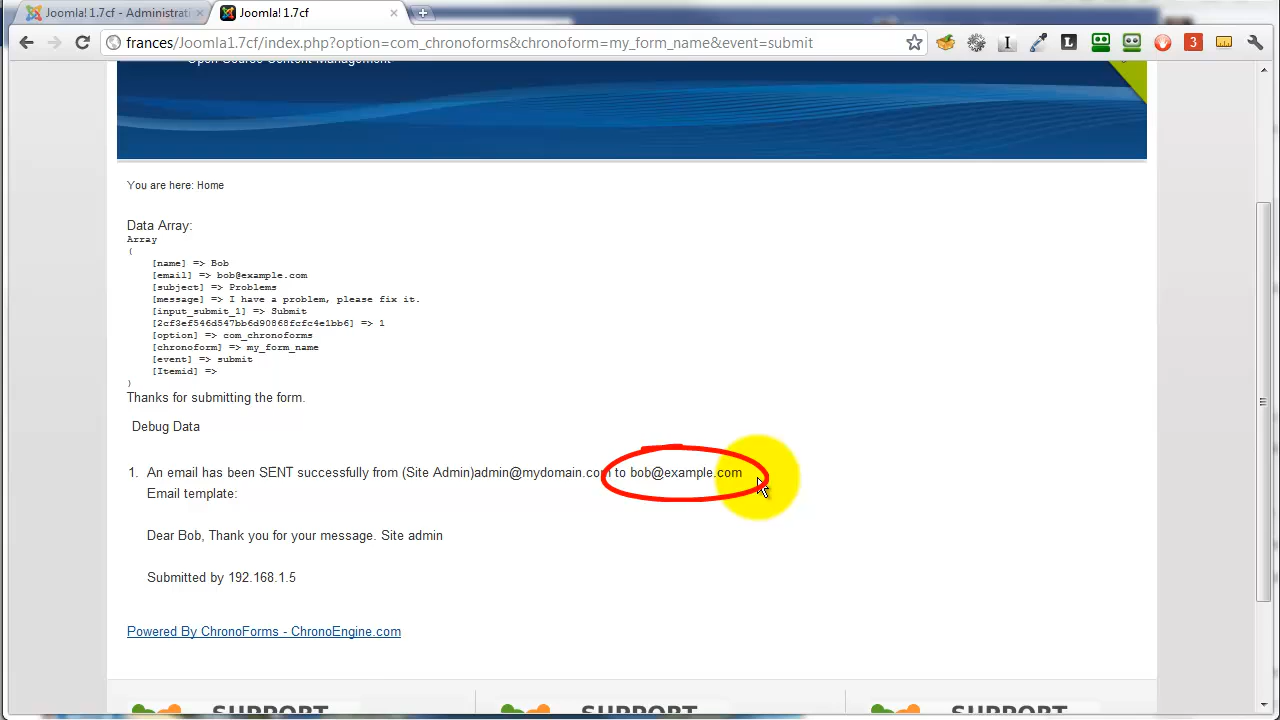 Joomla! 1.7cf - Administrati
Joomla! 1.7cf
frances/Joomla1.7cf/index.php?option=com_chronoforms&chronoform=my_form_name&event=submit
L
3
Open Source Content Management
You are here: Home
Data Array:
Array
(
[name] => Bob
[email] => bob@example.com
[subject] => Problems
[message] => I have a problem, please fix it.
[input_submit_1] => Submit
[2cf3ef546d547bb6d90868fcfc4e1bb6] => 1
[option] => com_chronoforms
[chronoform] => my_form_name
[event] => submit
[Itemid] =>
)
Thanks for submitting the form.
Debug Data
1. An email has been SENT successfully from (Site Admin)admin@mydomain.com to bob@example.com
Email template:
Dear Bob, Thank you for your message. Site admin
Submitted by 192.168.1.5
Powered By ChronoForms - ChronoEngine.com
SUPPORT SUPPORT SUPPORT